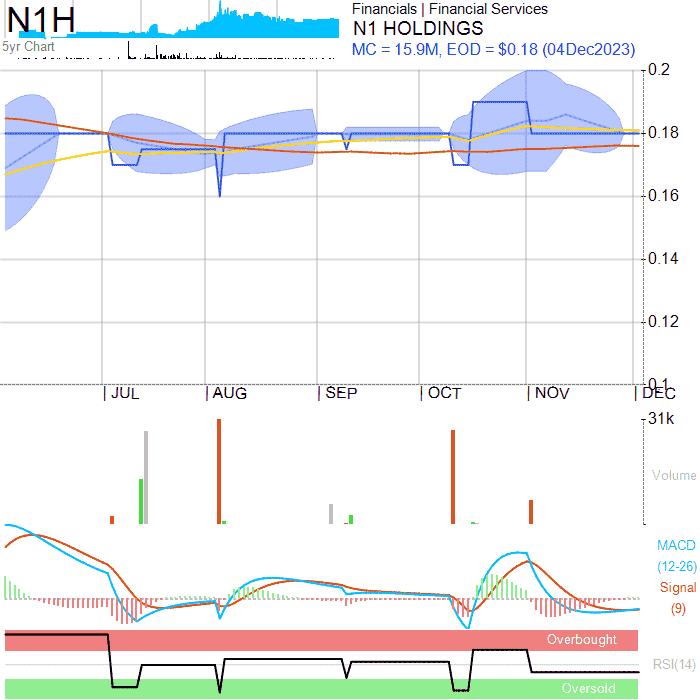 N1H
5yr Chart
Financials | Financial Services
N1 HOLDINGS
MC = 15.9M, EOD = $0.18 (04Dec2023)
0.2
0.18
0.16
0.14
0.12
0.1
JUL AUG SEP OCT NOV DEC
31k
Volume
MACD
(12-26)
Signal
(9)
Overbought
RSI(14)
Oversold